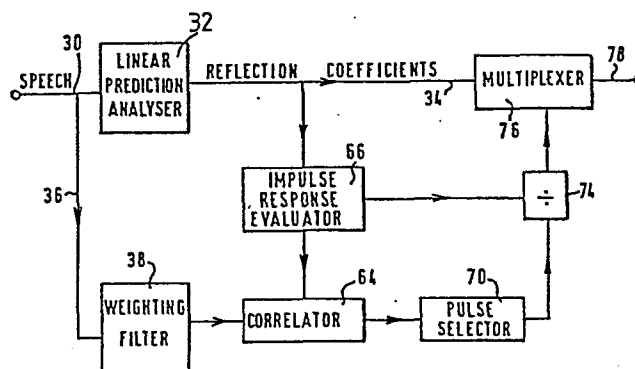 32
30
SPEECH
LINEAR
PREDICTION
ANALYSER
REFLECTION COEFFICIENTS
34
MULTIPLEXER
76
78
36
66
IMPULSE
RESPONSE
EVALUATOR
÷
74
38
WEIGHTING
FILTER
64
CORRELATOR
70
PULSE
SELECTOR